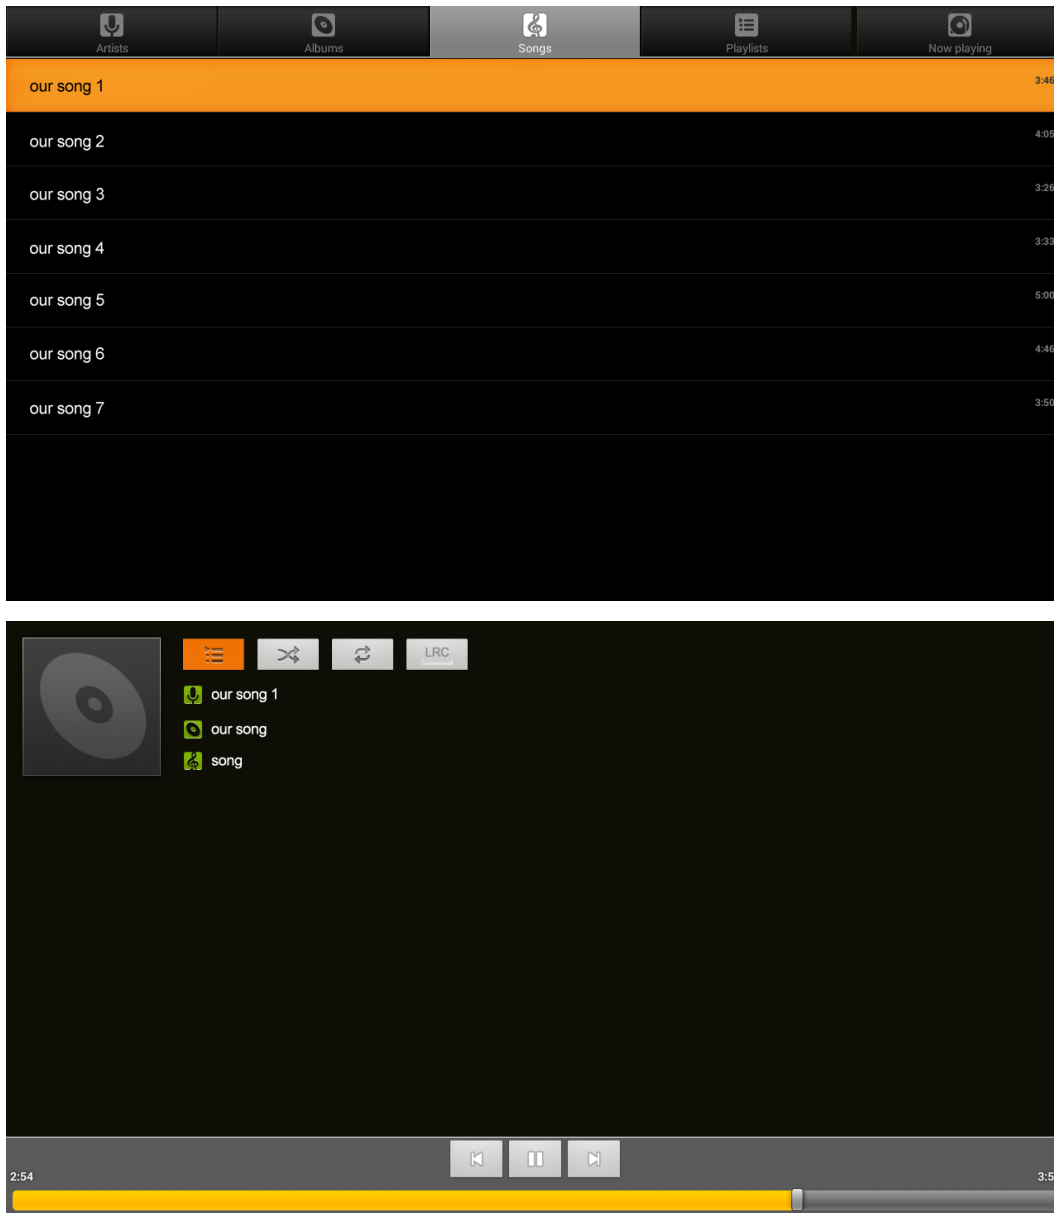 Artists Albums Songs Playlists Now playing
our song 1 3:46
our song 2 4:05
our song 3 3:26
our song 4 3:33
our song 5 5:00
our song 6 4:46
our song 7 3:50
LRC
our song 1
our song
song
2:54 3:5